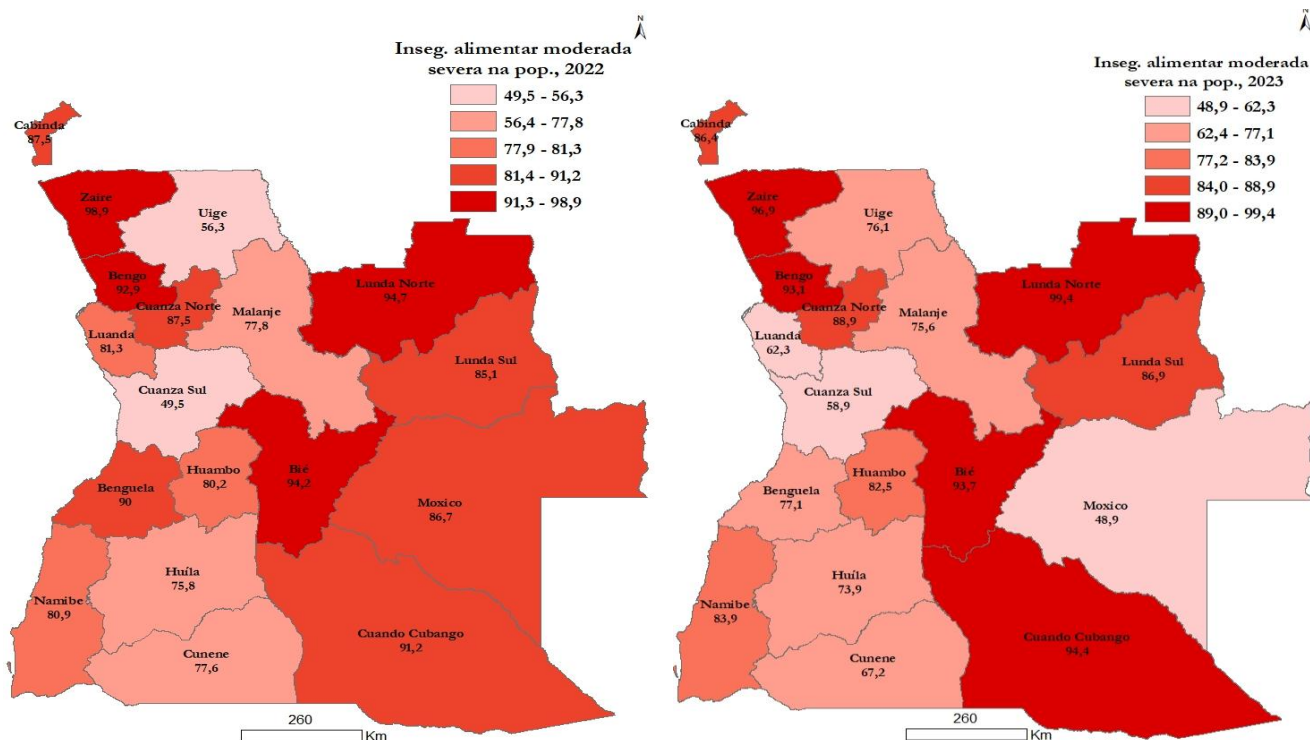 N
Inseg. alimentar moderada
severa na pop., 2022
49,5 - 56,3
56,4 - 77,8
77,9 - 81,3
81,4 - 91,2
91,3 - 98,9
Cabinda
87,5
Zaire
98,9
Uige
56,3
Bengo
92,9
Cuanza Norte
87,5
Luanda
81,3
Malanje
77,8
Lunda Norte
94,7
Lunda Sul
85,1
Cuanza Sul
49,5
Benguela
90
Huambo
80,2
Bié
94,2
Moxico
86,7
Huíla
75,8
Namibe
80,9
Cunene
77,6
Cuando Cubango
91,2
260
Km
N
Inseg. alimentar moderada
severa na pop., 2023
48,9 - 62,3
62,4 - 77,1
77,2 - 83,9
84,0 - 88,9
89,0 - 99,4
Cabinda
86,4
Zaire
96,9
Uige
76,1
Bengo
93,1
Cuanza Norte
88,9
Luanda
62,3
Malanje
75,6
Lunda Norte
99,4
Lunda Sul
86,9
Cuanza Sul
58,9
Benguela
77,1
Huambo
82,5
Bié
93,7
Moxico
48,9
Huíla
73,9
Namibe
83,9
Cunene
67,2
Cuando Cubango
94,4
260
Km